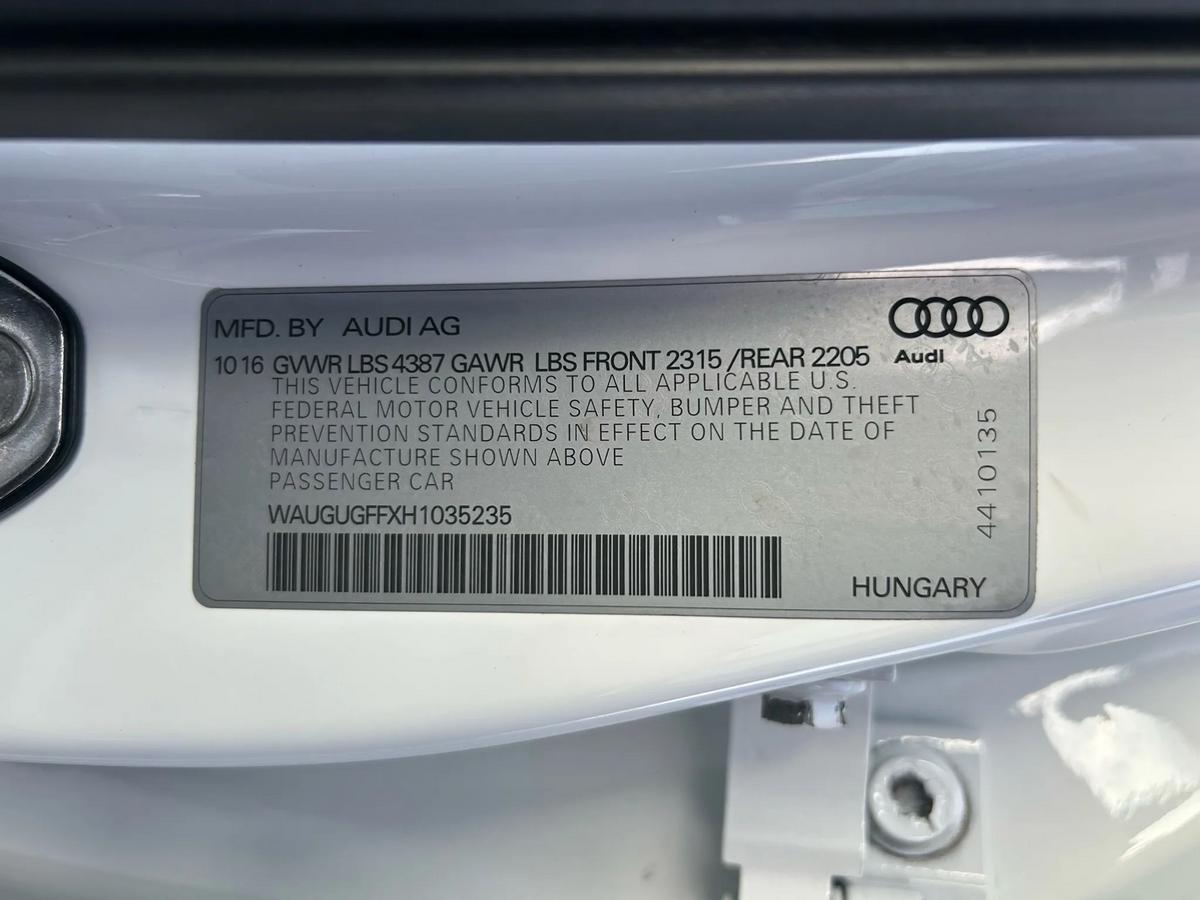 MFD. BY AUDI AG
Audi
10 16 GVWR LBS 4387 GAWR LBS FRONT 2315 /REAR 2205
THIS VEHICLE CONFORMS TO ALL APPLICABLE U.S.
FEDERAL MOTOR VEHICLE SAFETY, BUMPER AND THEFT
PREVENTION STANDARDS IN EFFECT ON THE DATE OF
MANUFACTURE SHOWN ABOVE
PASSENGER CAR
WAUGUGFFXH1035235
4410135
HUNGARY